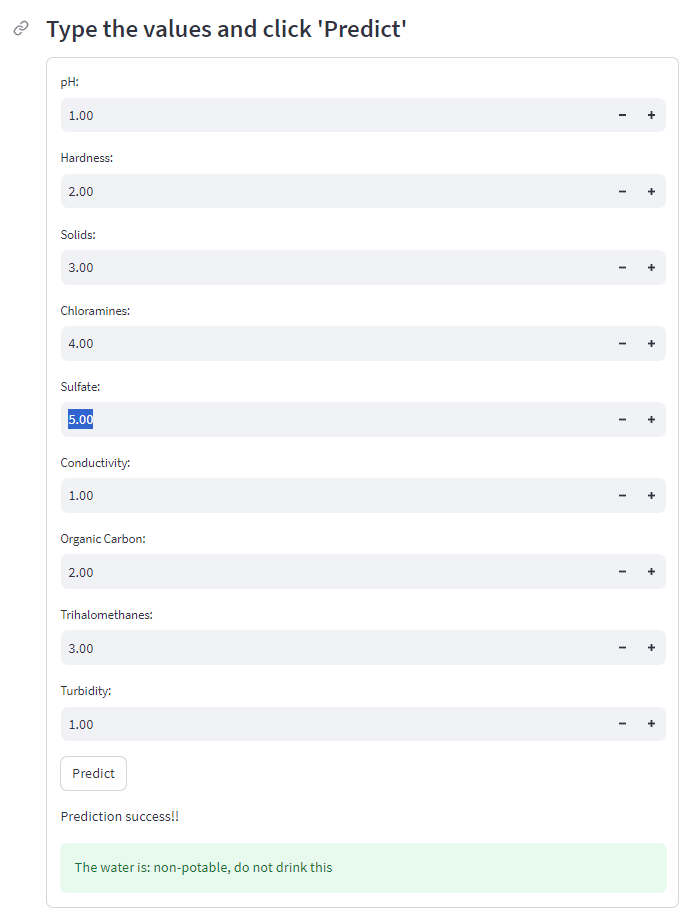 Type the values and click 'Predict'
pH:
1.00
Hardness:
2.00
Solids:
3.00
Chloramines:
4.00
Sulfate:
5.00
Conductivity:
1.00
Organic Carbon:
2.00
Trihalomethanes:
3.00
Turbidity:
1.00
Predict
Prediction success!!
The water is: non-potable, do not drink this